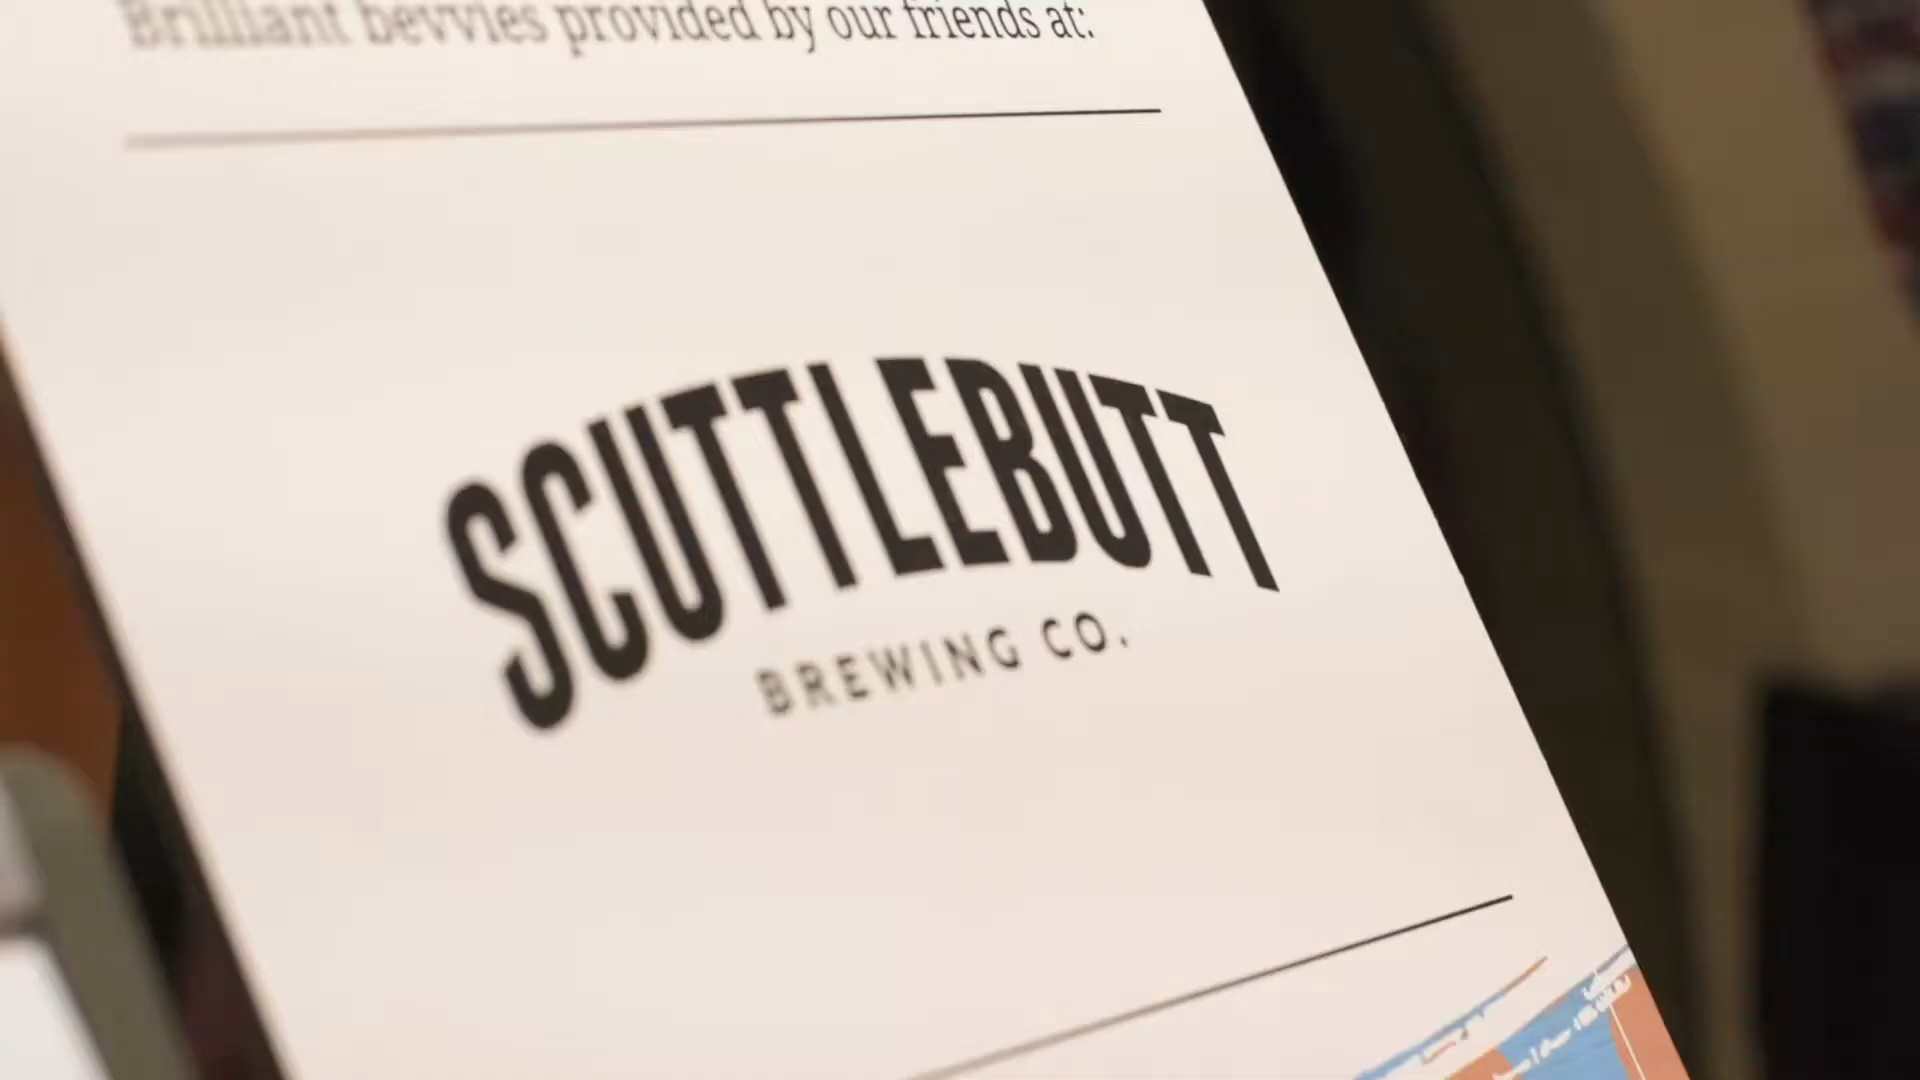 Brilliant bevvies provided by our friends at:
SCUTTLEBUTT
BREWING CO.